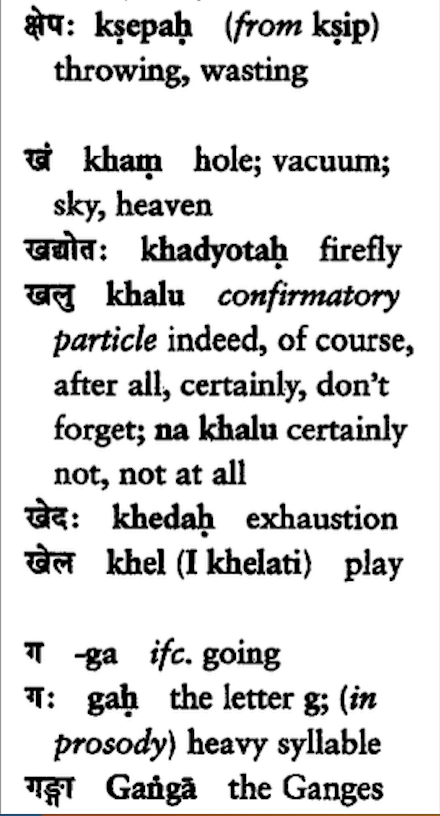 क्षेपः kṣepaḥ (from kṣip)
throwing, wasting
खं khaṃ hole; vacuum;
sky, heaven
खद्योतः khadyotaḥ firefly
खलु khalu confirmatory
particle indeed, of course,
after all, certainly, don't
forget; na khalu certainly
not, not at all
खेदः khedaḥ exhaustion
खेल khel (I khelati) play
ग -ga ifc. going
गः gaḥ the letter g; (in
prosody) heavy syllable
गङ्गा Gaṅgā the Ganges